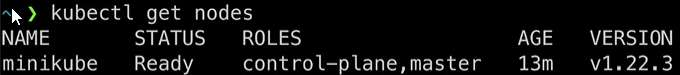 ~ ❯ kubectl get nodes
NAME STATUS ROLES AGE VERSION
minikube Ready control-plane,master 13m v1.22.3